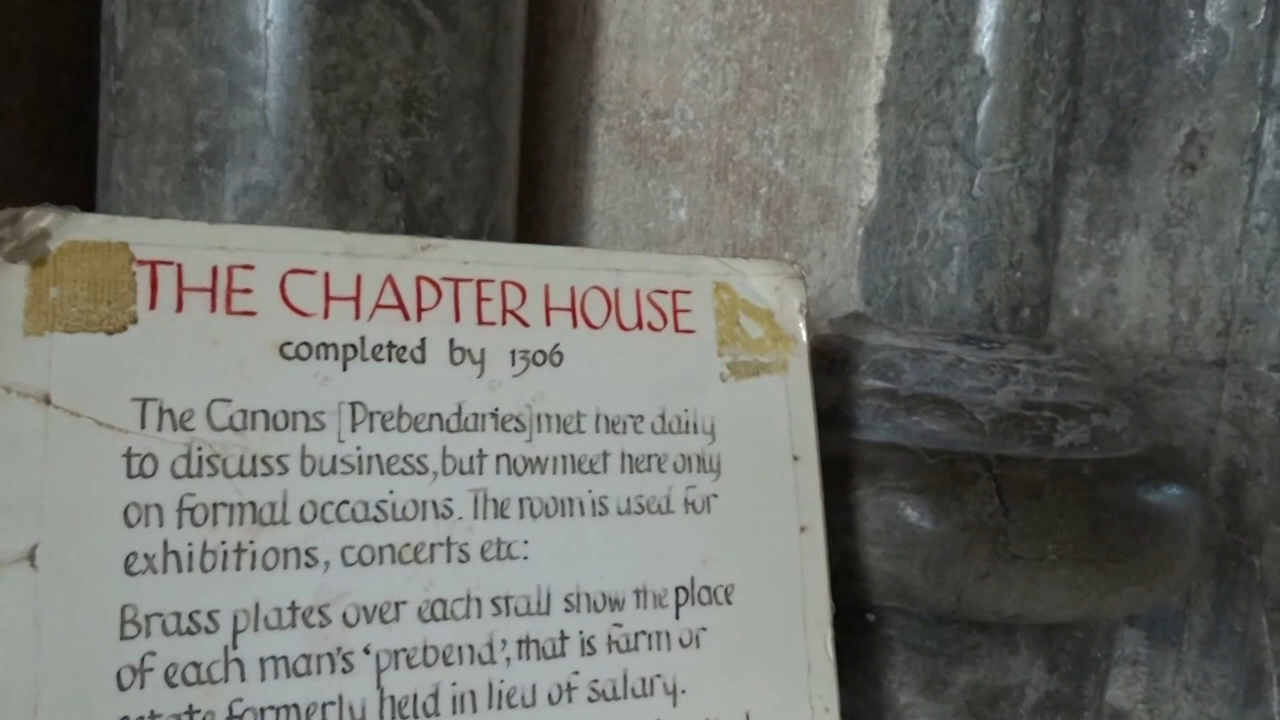 THE CHAPTER HOUSE
completed by 1306
The Canons [Prebendaries] met here daily
to discuss business, but now meet here only
on formal occasions. The room is used for
exhibitions, concerts etc:
Brass plates over each stall show the place
of each man's 'prebend', that is farm or
estate formerly held in lieu of salary.